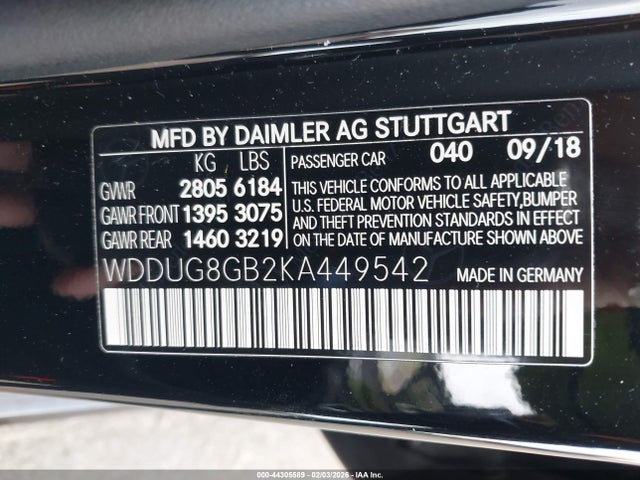 MFD BY DAIMLER AG STUTTGART
KG LBS PASSENGER CAR 040 09/18
GVWR 2805 6184
GAWR FRONT 1395 3075
GAWR REAR 1460 3219
THIS VEHICLE CONFORMS TO ALL APPLICABLE
U.S. FEDERAL MOTOR VEHICLE SAFETY,BUMPER
AND THEFT PREVENTION STANDARDS IN EFFECT
ON THE DATE OF MANUFACTURE SHOWN ABOVE
WDDUG8GB2KA449542 MADE IN GERMANY
000-44305589 - 02/03/2026 - IAA Inc.